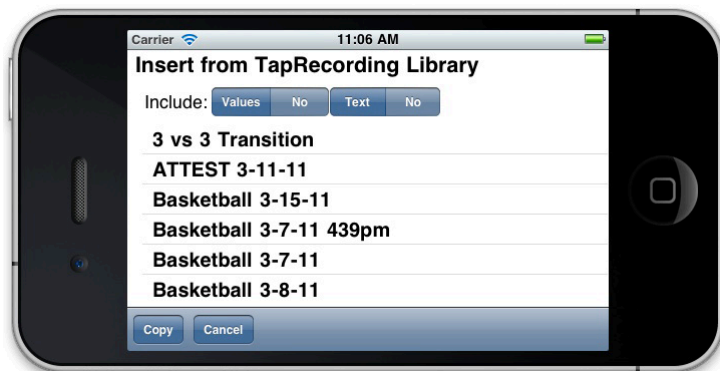 Carrier 11:06 AM
Insert from TapRecording Library
Include: Values No Text No
3 vs 3 Transition
ATTEST 3-11-11
Basketball 3-15-11
Basketball 3-7-11 439pm
Basketball 3-7-11
Basketball 3-8-11
Copy Cancel